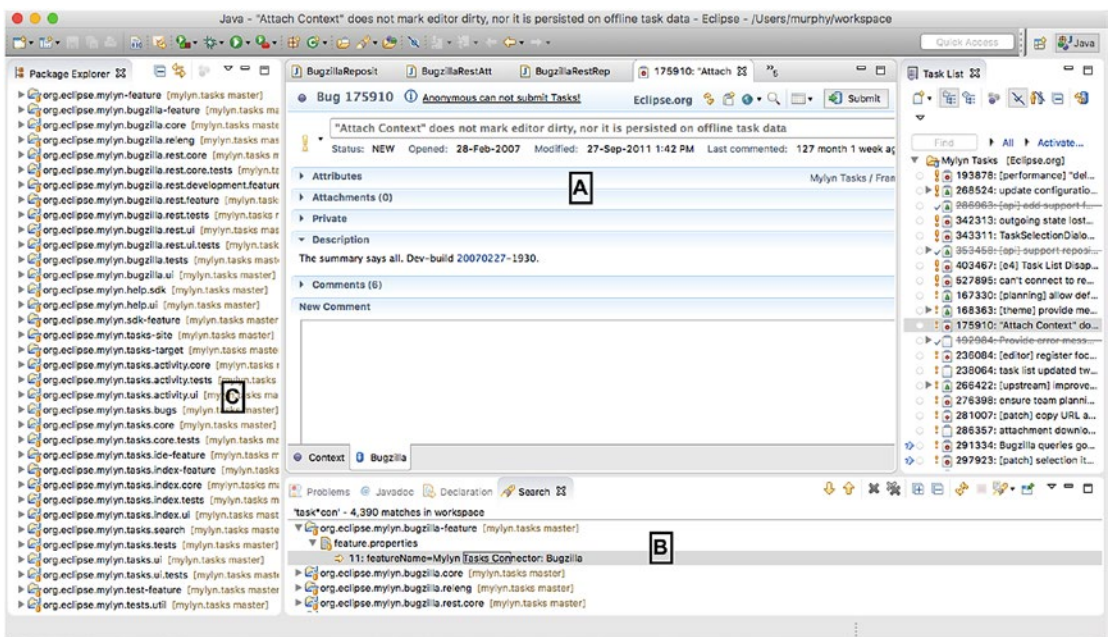 Java - "Attach Context" does not mark editor dirty, nor it is persisted on offline task data - Eclipse - /Users/murphy/workspace
Quick Access
Java
Package Explorer
org.eclipse.mylyn-feature [mylyn.tasks master]
org.eclipse.mylyn.bugzilla-feature [mylyn.tasks master]
org.eclipse.mylyn.bugzilla.core [mylyn.tasks maste
org.eclipse.mylyn.bugzilla.releng [mylyn.tasks mas
org.eclipse.mylyn.bugzilla.rest.core [mylyn.tasks m
org.eclipse.mylyn.bugzilla.rest.core.tests [mylyn.ta
org.eclipse.mylyn.bugzilla.rest.development.feature
org.eclipse.mylyn.bugzilla.rest.feature [mylyn.task
org.eclipse.mylyn.bugzilla.rest.tests [mylyn.tasks r
org.eclipse.mylyn.bugzilla.rest.ui [mylyn.tasks mas
org.eclipse.mylyn.bugzilla.rest.ui.tests [mylyn.task
org.eclipse.mylyn.bugzilla.tests [mylyn.tasks mast
org.eclipse.mylyn.bugzilla.ui [mylyn.tasks master]
org.eclipse.mylyn.help.sdk [mylyn.tasks master]
org.eclipse.mylyn.help.ui [mylyn.tasks master]
org.eclipse.mylyn.sdk-feature [mylyn.tasks master
org.eclipse.mylyn.tasks-site [mylyn.tasks master]
org.eclipse.mylyn.tasks-target [mylyn.tasks maste
org.eclipse.mylyn.tasks.activity.core [mylyn.tasks r
org.eclipse.mylyn.tasks.activity.tests [mylyn.tasks
org.eclipse.mylyn.tasks.activity.ui [mylyn.tasks ma
C
org.eclipse.mylyn.tasks.bugs [mylyn.tasks master]
org.eclipse.mylyn.tasks.core [mylyn.tasks master]
org.eclipse.mylyn.tasks.core.tests [mylyn.tasks ma
org.eclipse.mylyn.tasks.ide-feature [mylyn.tasks m
org.eclipse.mylyn.tasks.index-feature [mylyn.tasks
org.eclipse.mylyn.tasks.index.core [mylyn.tasks m
org.eclipse.mylyn.tasks.index.tests [mylyn.tasks m
org.eclipse.mylyn.tasks.index.ui [mylyn.tasks mas
org.eclipse.mylyn.tasks.search [mylyn.tasks master
org.eclipse.mylyn.tasks.tests [mylyn.tasks master]
org.eclipse.mylyn.tasks.ui [mylyn.tasks master]
org.eclipse.mylyn.tasks.ui.tests [mylyn.tasks maste
org.eclipse.mylyn.test-feature [mylyn.tasks master
org.eclipse.mylyn.tests.util [mylyn.tasks master]
BugzillaReposit BugzillaRestAtt BugzillaRestRep 175910: "Attach
Bug 175910 Anonymous can not submit Tasks! Eclipse.org Submit
"Attach Context" does not mark editor dirty, nor it is persisted on offline task data
Status: NEW Opened: 28-Feb-2007 Modified: 27-Sep-2011 1:42 PM Last commented: 127 month 1 week ag
Attributes Mylyn Tasks / Fran
A
Attachments (0)
Private
Description
The summary says all. Dev-build 20070227-1930.
Comments (6)
New Comment
Context Bugzilla
Problems Javadoc Declaration Search
'task*con' - 4,390 matches in workspace
org.eclipse.mylyn.bugzilla-feature [mylyn.tasks master]
feature.properties
B
11: featureName=Mylyn Tasks Connector: Bugzilla
org.eclipse.mylyn.bugzilla.core [mylyn.tasks master]
org.eclipse.mylyn.bugzilla.releng [mylyn.tasks master]
org.eclipse.mylyn.bugzilla.rest.core [mylyn.tasks master]
Task List
Find All Activate...
Mylyn Tasks [Eclipse.org]
193878: [performance] "del...
268524: update configuratio...
286963: [api] add support f...
342313: outgoing state lost...
343311: TaskSelectionDialo...
353458: [api] support reposi...
403467: [e4] Task List Disap...
527895: can't connect to re...
167330: [planning] allow def...
168363: [theme] provide me...
175910: "Attach Context" do...
192984: Provide error mess...
236084: [editor] register foc...
238064: task list updated tw...
266422: [upstream] improve...
276398: ensure team planni...
281007: [patch] copy URL a...
286357: attachment downlo...
291334: Bugzilla queries go...
297923: [patch] selection it...